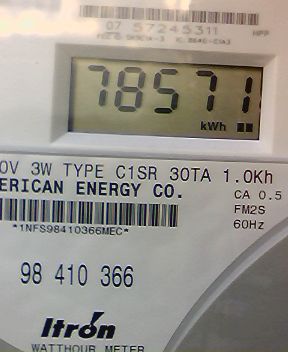 07 57245311
HPP
78571
kWh
0V 3W TYPE C1SR 30TA 1.0Kh
ERICAN ENERGY CO.
CA 0.5
FM2S
60Hz
*1NFS98410366MEC*
98 410 366
Itron
WATTHOUR METER